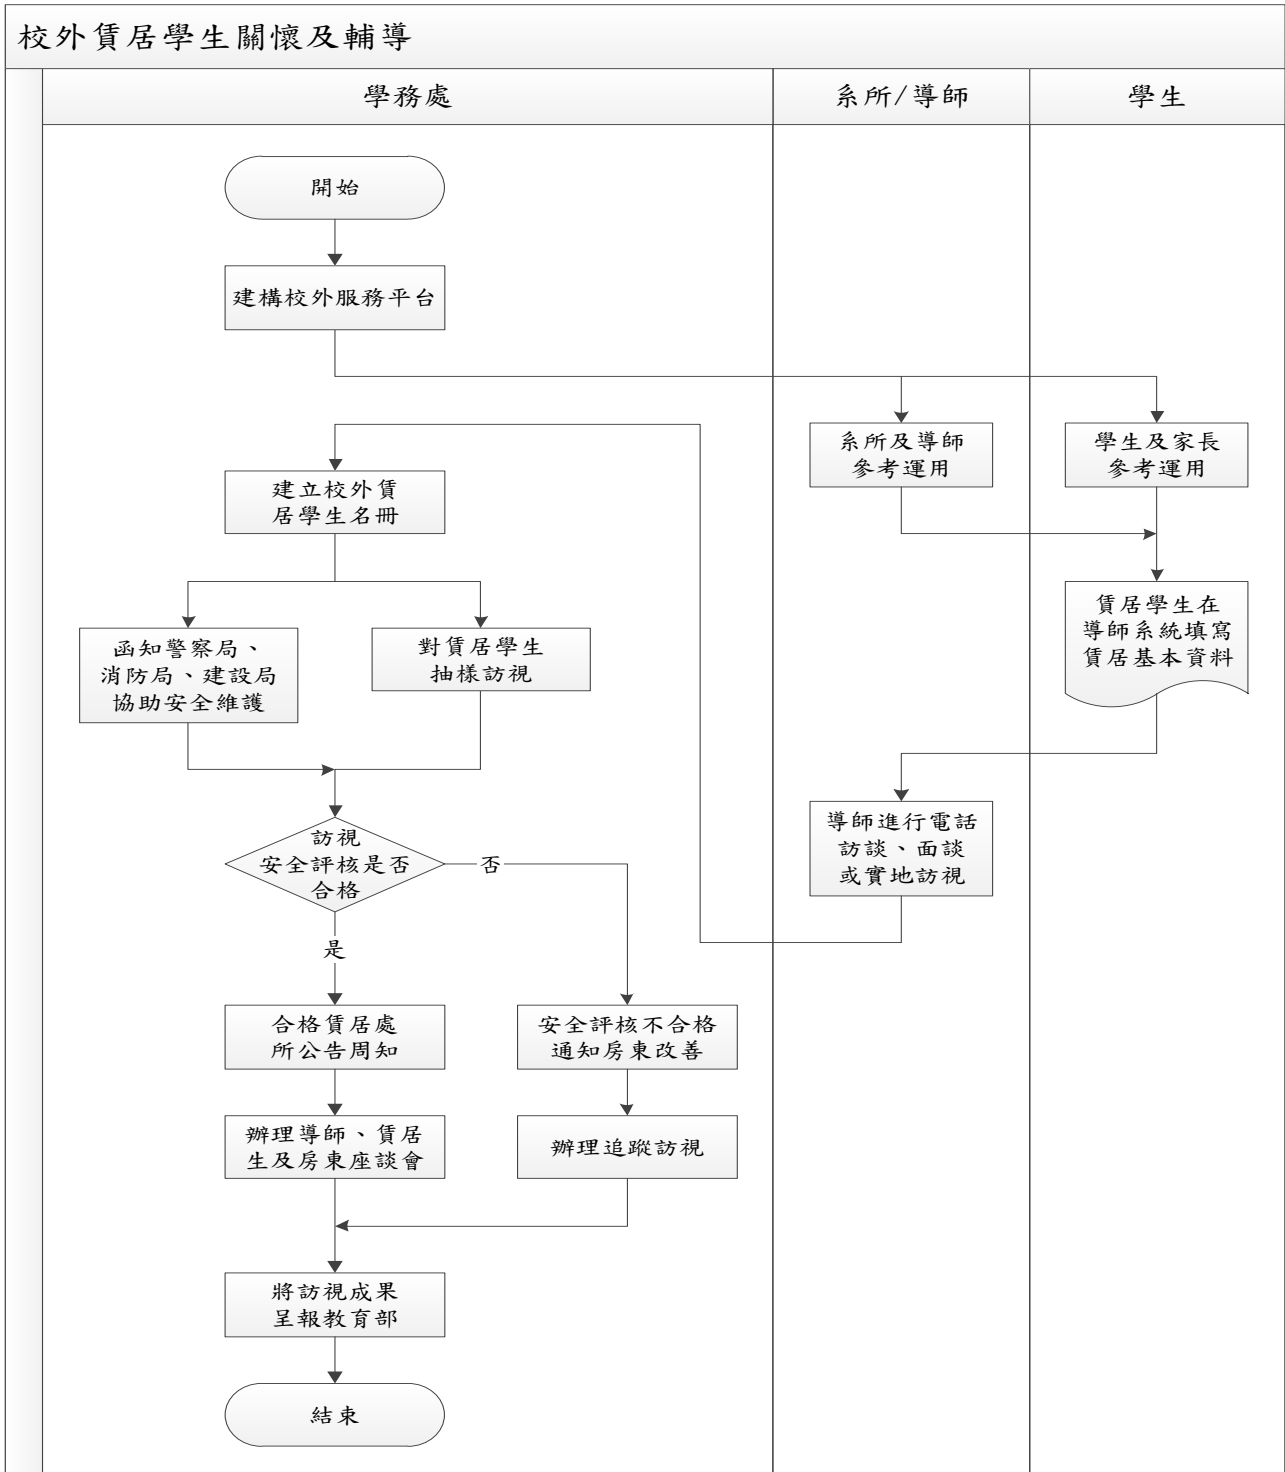 校外賃居學生關懷及輔導
學務處
系所/導師
學生
開始
建構校外服務平台
系所及導師
參考運用
學生及家長
參考運用
建立校外賃
居學生名冊
賃居學生在
導師系統填寫
賃居基本資料
函知警察局、
消防局、建設局
協助安全維護
對賃居學生
抽樣訪視
導師進行電話
訪談、面談
或實地訪視
訪視
安全評核是否
合格
否
是
合格賃居處
所公告周知
安全評核不合格
通知房東改善
辦理導師、賃居
生及房東座談會
辦理追蹤訪視
將訪視成果
呈報教育部
結束